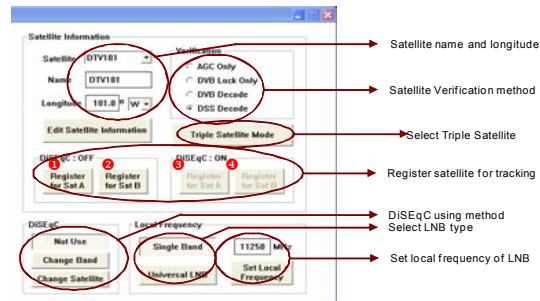 Satellite Information
Satellite DTV101
Name DTV101
Longitude 101.0 º W
Edit Satellite Information
Verification
AGC Only
DVB Lock Only
DVB Decode
DSS Decode
Triple Satellite Mode
DiSEqC : OFF
1 Register for Sat A
2 Register for Sat B
DiSEqC : ON
3 Register for Sat A
4 Register for Sat B
DiSEqC
Not Use
Change Band
Change Satellite
Local Frequency
Single Band
Universal LNB
11250 MHz
Set Local
Frequency
Satellite name and longitude
Satellite Verification method
Select Triple Satellite
Register satellite for tracking
DiSEqC using method
Select LNB type
Set local frequency of LNB